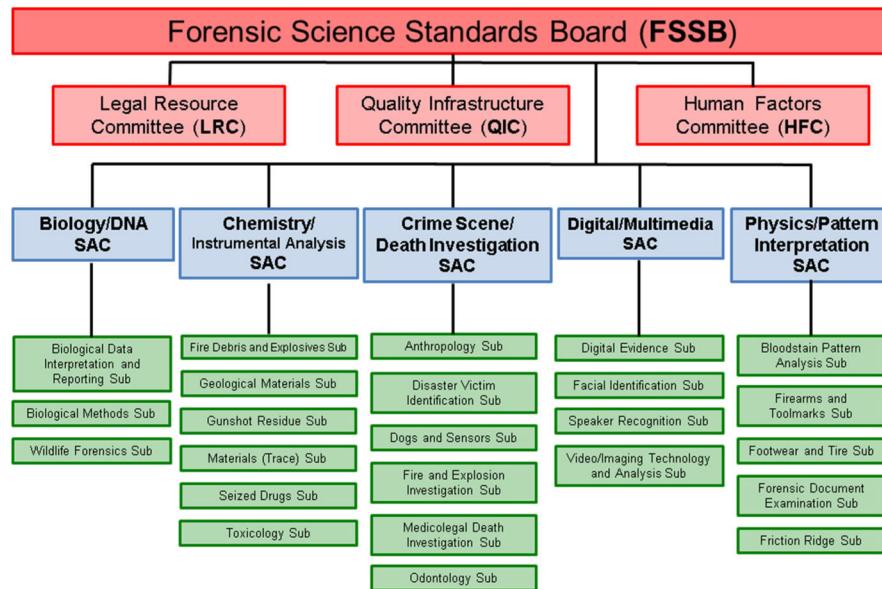 Forensic Science Standards Board (FSSB)
Legal Resource
Committee (LRC)
Quality Infrastructure
Committee (QIC)
Human Factors
Committee (HFC)
Biology/DNA
SAC
Chemistry/
Instrumental Analysis
SAC
Crime Scene/
Death Investigation
SAC
Digital/Multimedia
SAC
Physics/Pattern
Interpretation
SAC
Biological Data
Interpretation and
Reporting Sub
Biological Methods Sub
Wildlife Forensics Sub
Fire Debris and Explosives Sub
Geological Materials Sub
Gunshot Residue Sub
Materials (Trace) Sub
Seized Drugs Sub
Toxicology Sub
Anthropology Sub
Disaster Victim
Identification Sub
Dogs and Sensors Sub
Fire and Explosion
Investigation Sub
Medicolegal Death
Investigation Sub
Odontology Sub
Digital Evidence Sub
Facial Identification Sub
Speaker Recognition Sub
Video/Imaging Technology
and Analysis Sub
Bloodstain Pattern
Analysis Sub
Firearms and
Toolmarks Sub
Footwear and Tire Sub
Forensic Document
Examination Sub
Friction Ridge Sub